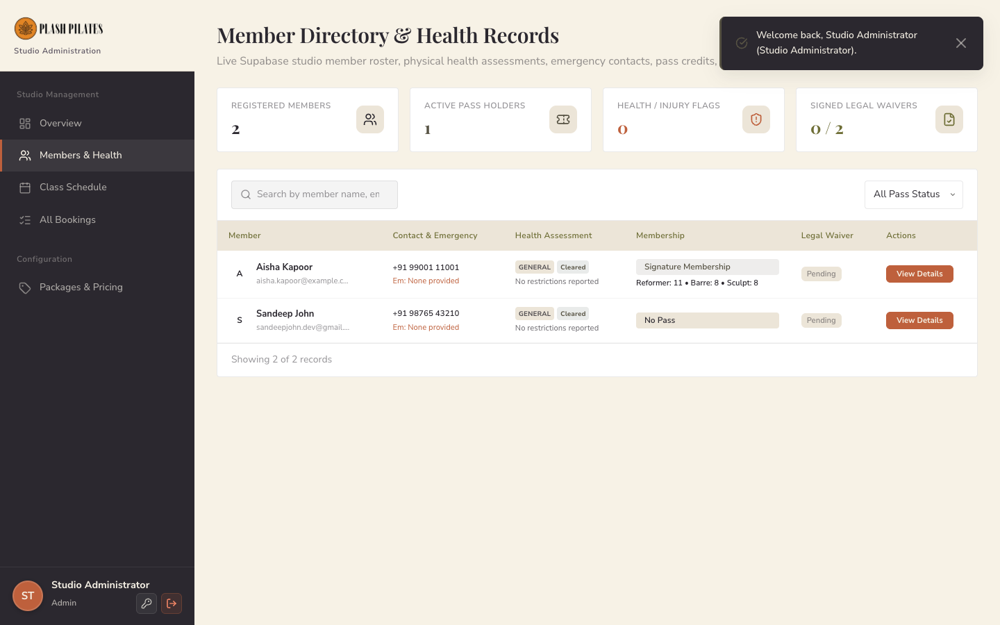 PLASH PILATES
Studio Administration
Studio Management
Overview
Members & Health
Class Schedule
All Bookings
Configuration
Packages & Pricing
ST
Studio Administrator
Admin
Member Directory & Health Records
Live Supabase studio member roster, physical health assessments, emergency contacts, pass credits,
Welcome back, Studio Administrator
(Studio Administrator).
REGISTERED MEMBERS
2
ACTIVE PASS HOLDERS
1
HEALTH / INJURY FLAGS
0
SIGNED LEGAL WAIVERS
0 / 2
Search by member name, en
All Pass Status
Member Contact & Emergency Health Assessment Membership Legal Waiver Actions
A
Aisha Kapoor
aisha.kapoor@example.c...
+91 99001 11001
Em: None provided
GENERAL Cleared
No restrictions reported
Signature Membership
Reformer: 11 • Barre: 8 • Sculpt: 8
Pending
View Details
S
Sandeep John
sandeepjohn.dev@gmail....
+91 98765 43210
Em: None provided
GENERAL Cleared
No restrictions reported
No Pass
Pending
View Details
Showing 2 of 2 records